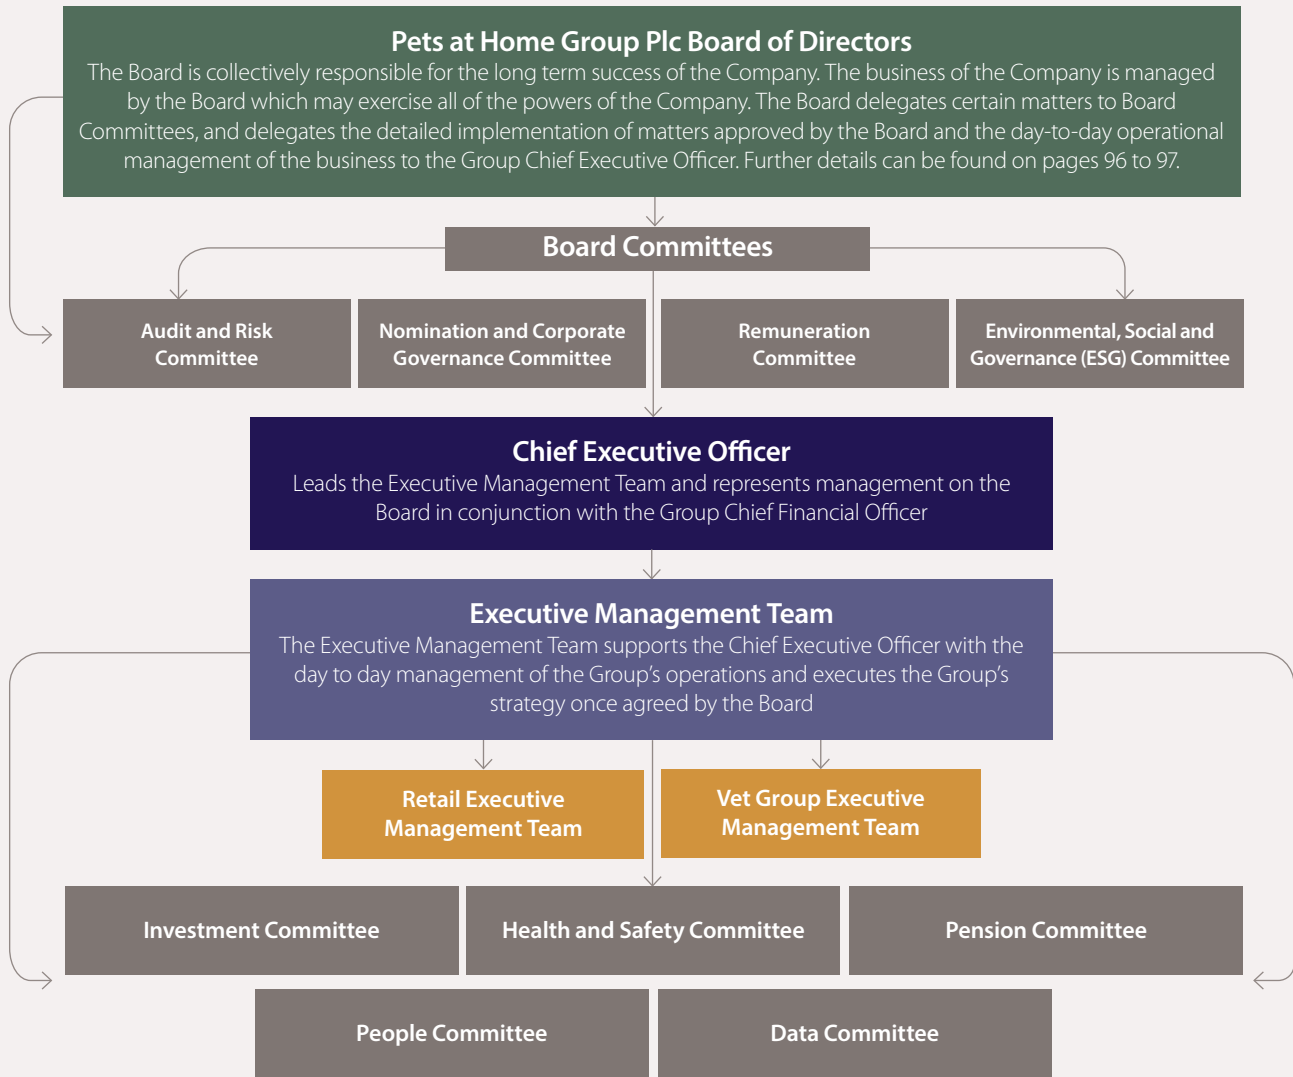 Pets at Home Group Plc Board of Directors
The Board is collectively responsible for the long term success of the Company. The business of the Company is managed
by the Board which may exercise all of the powers of the Company. The Board delegates certain matters to Board
Committees, and delegates the detailed implementation of matters approved by the Board and the day-to-day operational
management of the business to the Group Chief Executive Officer. Further details can be found on pages 96 to 97.
Board Committees
Audit and Risk
Committee
Nomination and Corporate
Governance Committee
Remuneration
Committee
Environmental, Social and
Governance (ESG) Committee
Chief Executive Officer
Leads the Executive Management Team and represents management on the
Board in conjunction with the Group Chief Financial Officer
Executive Management Team
The Executive Management Team supports the Chief Executive Officer with the
day to day management of the Group’s operations and executes the Group’s
strategy once agreed by the Board
Retail Executive
Management Team
Vet Group Executive
Management Team
Investment Committee
Health and Safety Committee
Pension Committee
People Committee
Data Committee